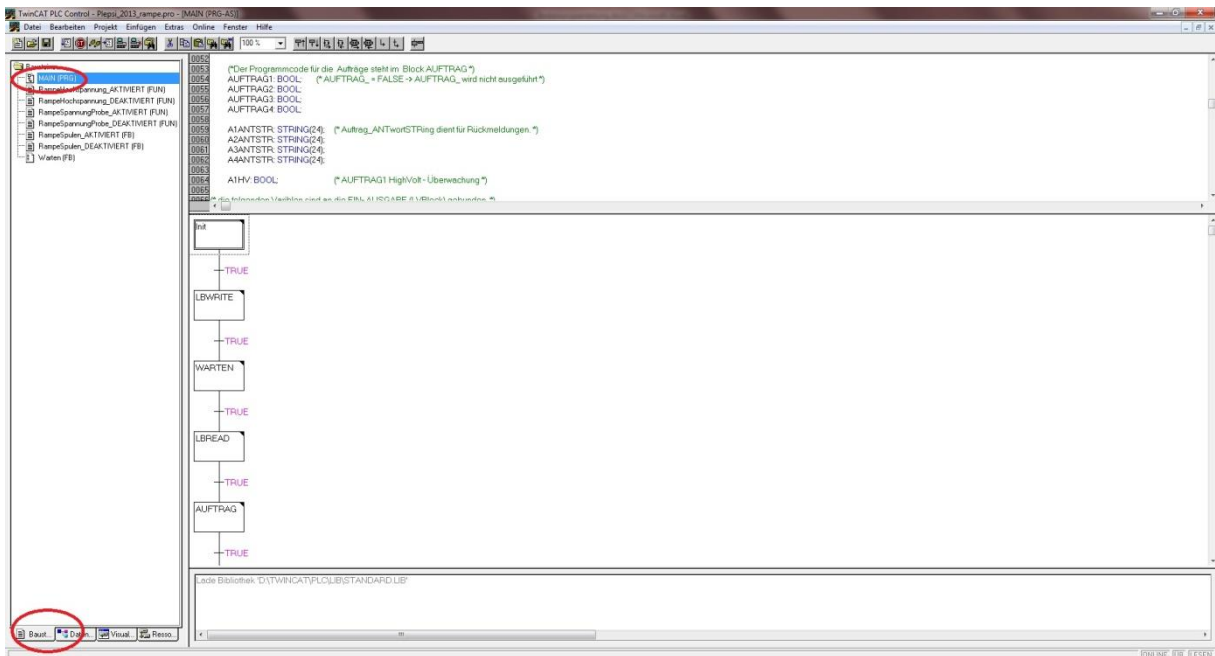 TwinCAT PLC Control - Plepsi_2013_rampe.pro - [MAIN (PRG-AS)]
Datei Bearbeiten Projekt Einfügen Extras Online Fenster Hilfe
100 %
MAIN (PRG)
RampeHochspannung_AKTIVIERT (FUN)
RampeHochspannung_DEAKTIVIERT (FUN)
RampeSpannungProbe_AKTIVIERT (FUN)
RampeSpannungProbe_DEAKTIVIERT (FUN)
RampeSpulen_AKTIVIERT (FB)
RampeSpulen_DEAKTIVIERT (FB)
Warten (FB)
Baust... Daten... Visual... Resso...
0052
0053 (*Der Programmcode für die Aufträge steht im Block AUFTRAG *)
0054 AUFTRAG1: BOOL; (* AUFTRAG_ = FALSE -> AUFTRAG_ wird nicht ausgeführt *)
0055 AUFTRAG2: BOOL;
0056 AUFTRAG3: BOOL;
0057 AUFTRAG4: BOOL;
0058
0059 A1ANTSTR: STRING(24); (* Auftrag_ANTwortSTRing dient für Rückmeldungen. *)
0060 A2ANTSTR: STRING(24);
0061 A3ANTSTR: STRING(24);
0062 A4ANTSTR: STRING(24);
0063
0064 A1HV: BOOL; (* AUFTRAG1 HighVolt - Überwachung *)
0065
Init
TRUE
LBWRITE
TRUE
WARTEN
TRUE
LBREAD
TRUE
AUFTRAG
TRUE
Lade Bibliothek 'D:\TWINCAT\PLC\LIB\STANDARD.LIB'
ONLINE ÜB LESEN